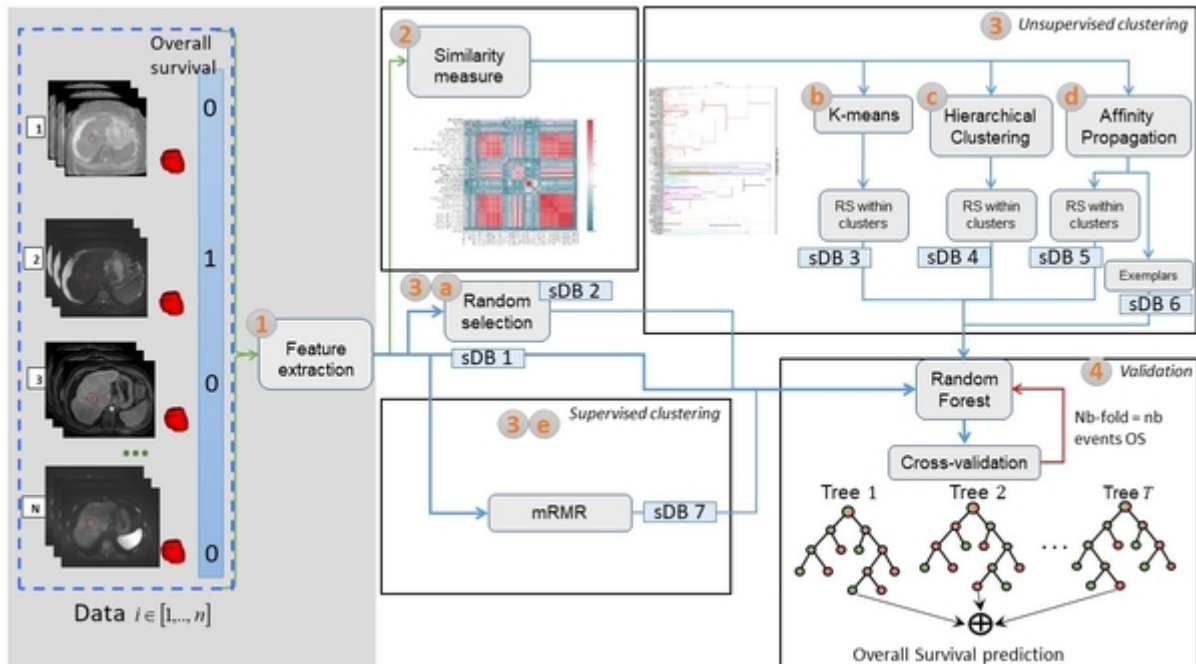 Overall
survival
0
1
1
2
0
3
0
N
Data i ∈ [1,.., n]
1
Feature
extraction
2
Similarity
measure
3 a
Random
selection
sDB 2
sDB 1
Supervised clustering
3 e
mRMR
sDB 7
3 Unsupervised clustering
b
K-means
c
Hierarchical
Clustering
d
Affinity
Propagation
RS within
clusters
RS within
clusters
RS within
clusters
sDB 3
sDB 4
sDB 5
Exemplars
sDB 6
4 Validation
Random
Forest
Nb-fold = nb
events OS
Cross-validation
Tree 1
Tree 2
Tree T
...
Overall Survival prediction